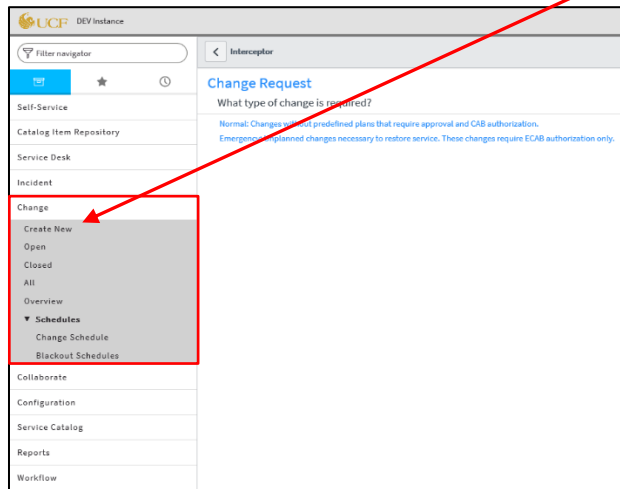 UCF DEV Instance
Filter navigator
Self-Service
Catalog Item Repository
Service Desk
Incident
Change
Create New
Open
Closed
All
Overview
▼ Schedules
Change Schedule
Blackout Schedules
Collaborate
Configuration
Service Catalog
Reports
Workflow
Interceptor
Change Request
What type of change is required?
Normal: Changes without predefined plans that require approval and CAB authorization.
Emergency: Unplanned changes necessary to restore service. These changes require ECAB authorization only.